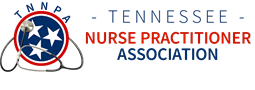 TNNPA
- TENNESSEE -
NURSE PRACTITIONER
ASSOCIATION